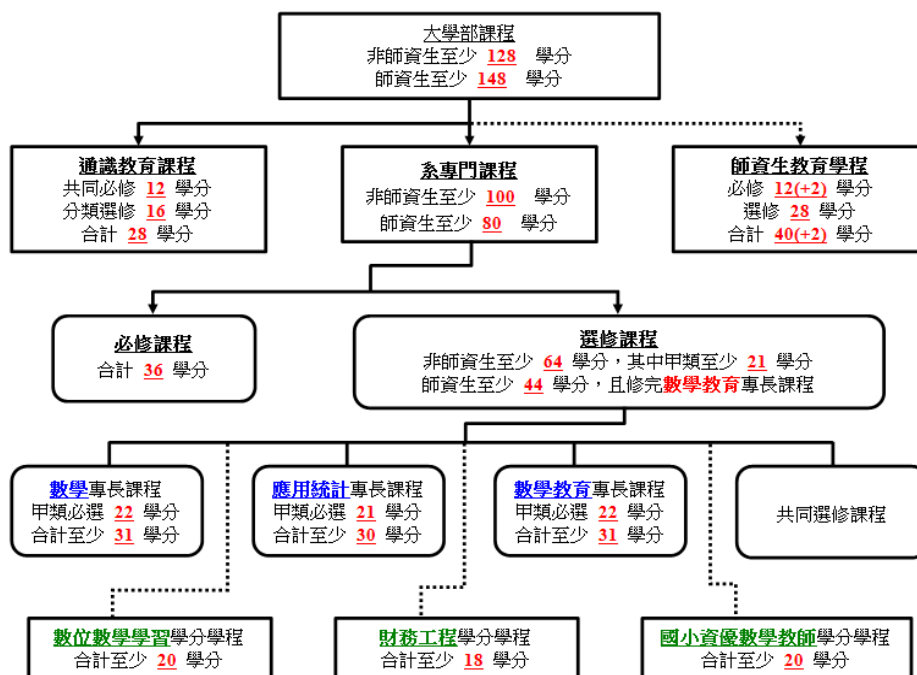 大學部課程
非師資生至少 128 學分
師資生至少 148 學分
通識教育課程
共同必修 12 學分
分類選修 16 學分
合計 28 學分
系專門課程
非師資生至少 100 學分
師資生至少 80 學分
師資生教育學程
必修 12(+2) 學分
選修 28 學分
合計 40(+2) 學分
必修課程
合計 36 學分
選修課程
非師資生至少 64 學分，其中甲類至少 21 學分
師資生至少 44 學分，且修完數學教育專長課程
數學專長課程
甲類必選 22 學分
合計至少 31 學分
應用統計專長課程
甲類必選 21 學分
合計至少 30 學分
數學教育專長課程
甲類必選 22 學分
合計至少 31 學分
共同選修課程
數位數學學習學分學程
合計至少 20 學分
財務工程學分學程
合計至少 18 學分
國小資優數學教師學分學程
合計至少 20 學分